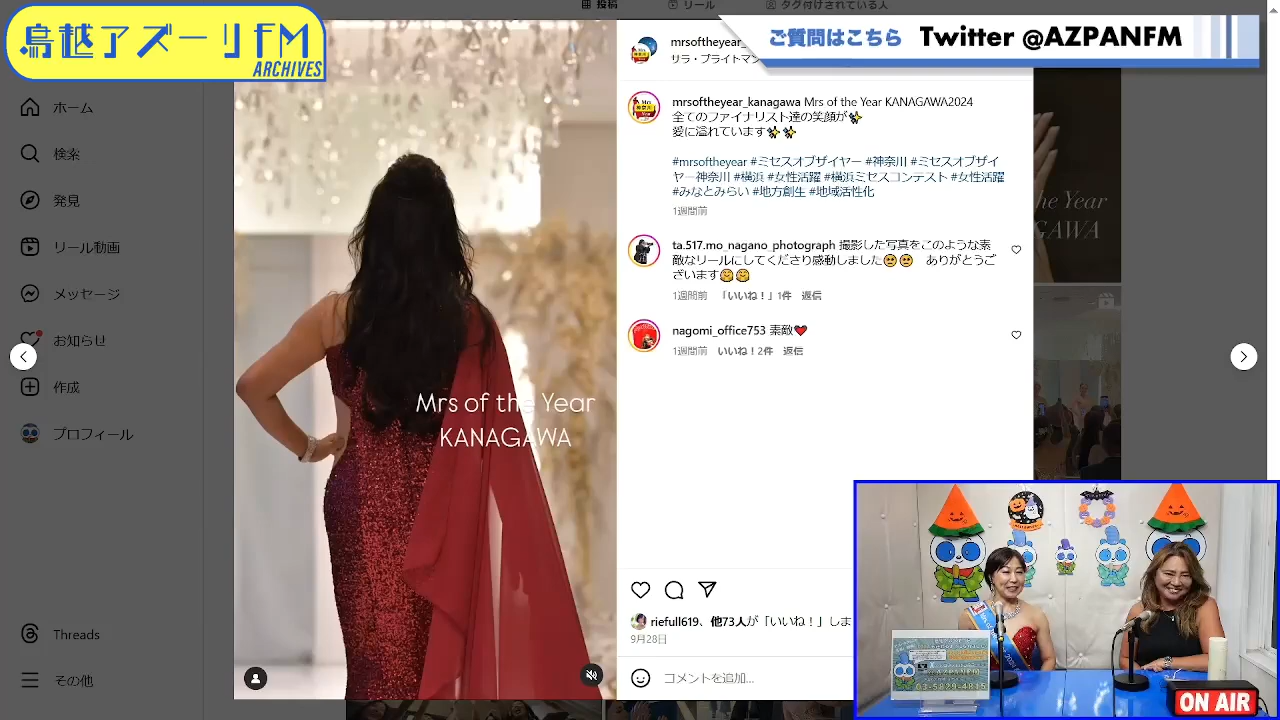 鳥越アズーリFM
ARCHIVES
投稿
リール
タグ付けされている人
ご質問はこちら Twitter @AZPANFM
ホーム
検索
発見
リール動画
メッセージ
お知らせ
作成
プロフィール
Threads
その他
Mrs of the Year
KANAGAWA
mrsoftheyear_
リラ・ブライトマン
mrsoftheyear_kanagawa Mrs of the Year KANAGAWA2024
全てのファイナリスト達の笑顔が✨
愛に溢れています✨✨
#mrsoftheyear #ミセスオブザイヤー #神奈川 #ミセスオブザイ
ヤー神奈川 #横浜 #女性活躍 #横浜ミセスコンテスト #女性活躍
#みなとみらい #地方創生 #地域活性化
1週間前
ta.517.mo_nagano_photograph 撮影した写真をこのような素
敵なリールにしてくださり感動しました🥹🥹 ありがとうご
ざいます😊😊
1週間前 「いいね！」1件 返信
nagomi_office753 素敵❤️
1週間前 いいね！2件 返信
he Year
GAWA
riefull619、他73人が「いいね！」しま
9月28日
コメントを追加...
03-5829-4815
ON AIR